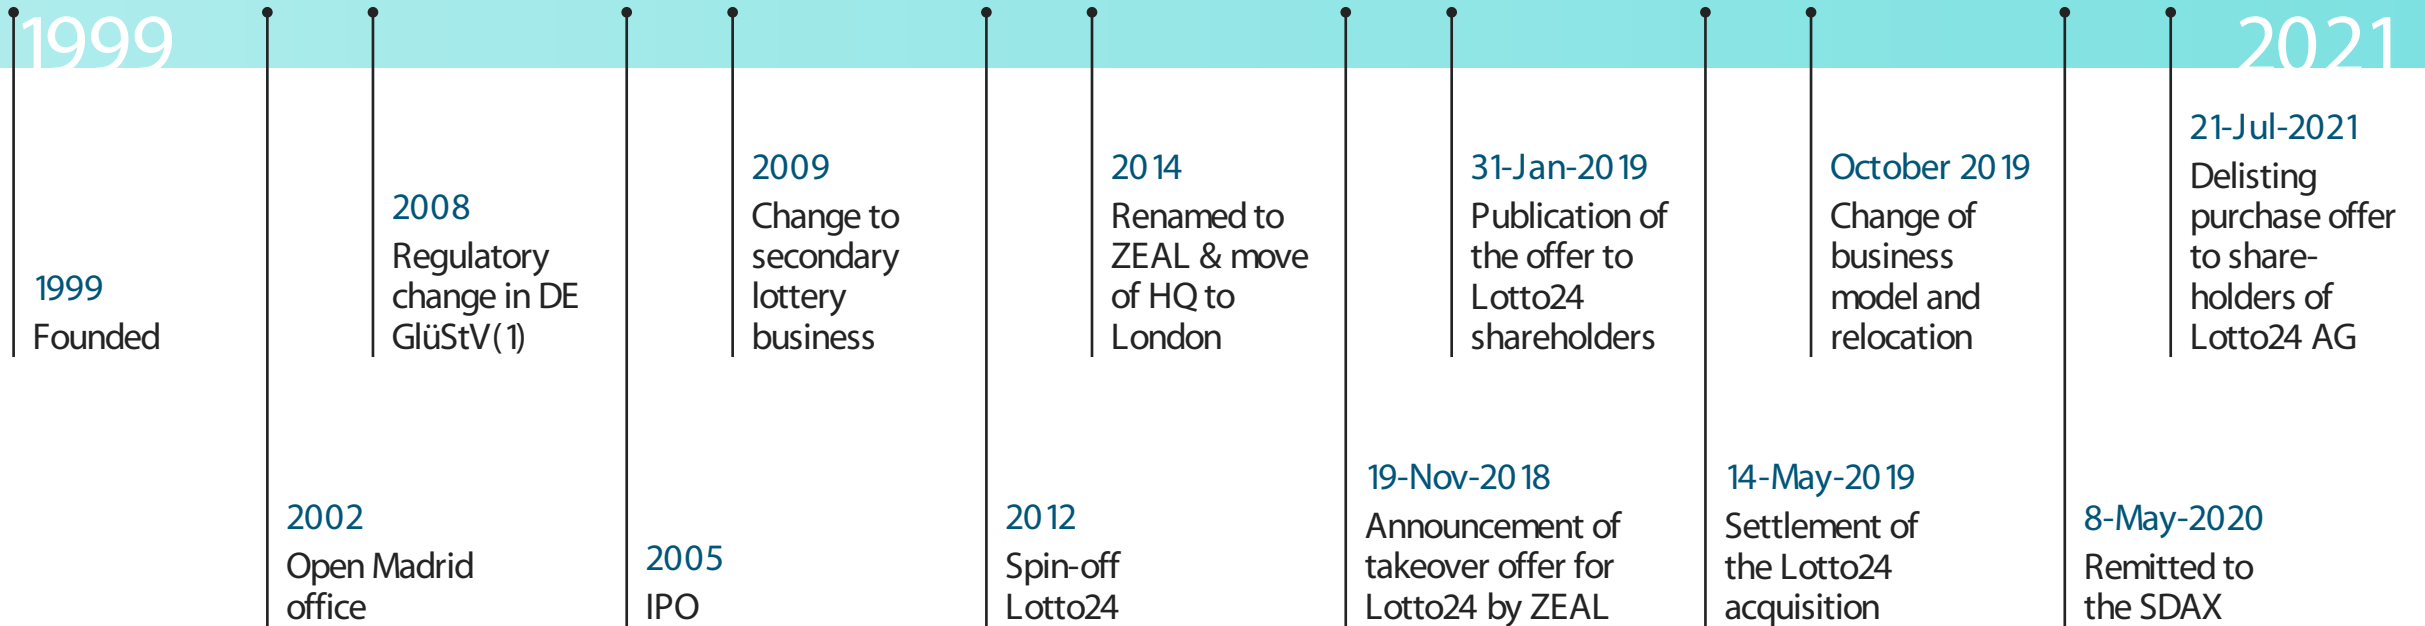 1999
2021
1999
Founded
2002
Open Madrid
office
2008
Regulatory
change in DE
GlüStV(1)
2005
IPO
2009
Change to
secondary
lottery
business
2012
Spin-off
Lotto24
2014
Renamed to
ZEAL & move
of HQ to
London
19-Nov-2018
Announcement of
takeover offer for
Lotto24 by ZEAL
31-Jan-2019
Publication of
the offer to
Lotto24
shareholders
14-May-2019
Settlement of
the Lotto24
acquisition
October 2019
Change of
business
model and
relocation
8-May-2020
Remitted to
the SDAX
21-Jul-2021
Delisting
purchase offer
to share-
holders of
Lotto24 AG